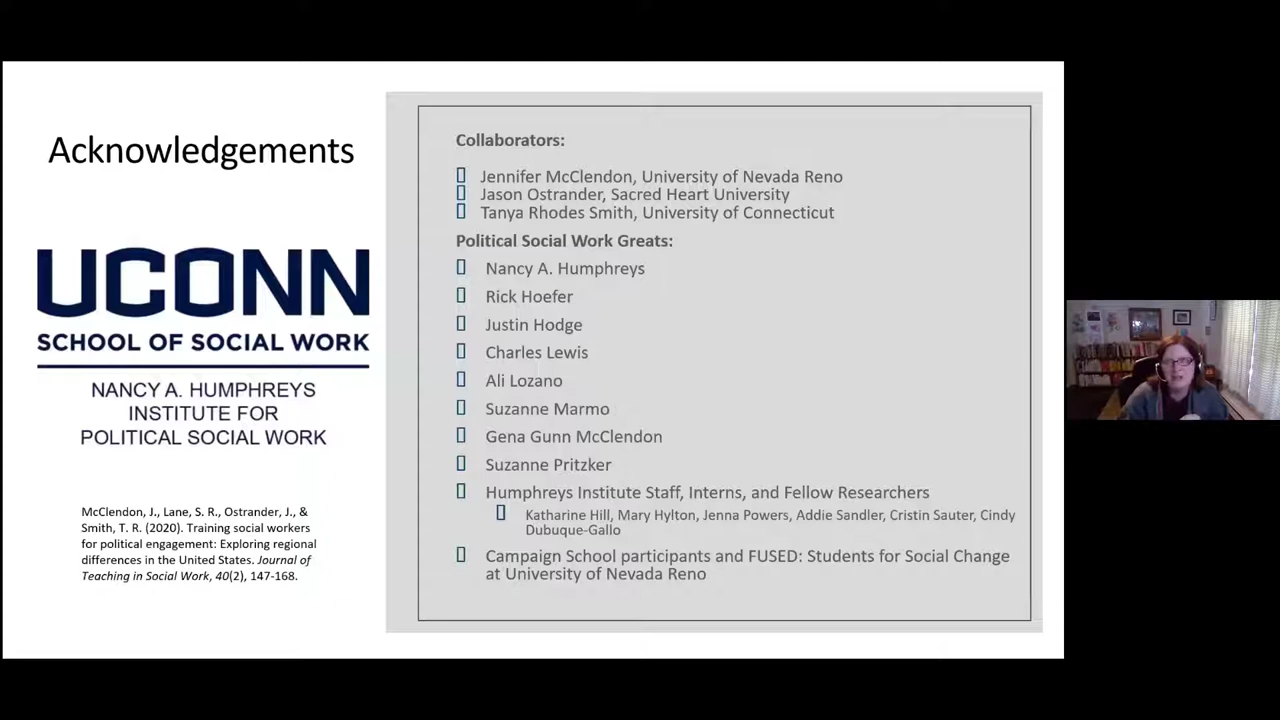 Acknowledgements
UCONN
SCHOOL OF SOCIAL WORK
NANCY A. HUMPHREYS
INSTITUTE FOR
POLITICAL SOCIAL WORK
McClendon, J., Lane, S. R., Ostrander, J., &
Smith, T. R. (2020). Training social workers
for political engagement: Exploring regional
differences in the United States. Journal of
Teaching in Social Work, 40(2), 147-168.
Collaborators:
Jennifer McClendon, University of Nevada Reno
Jason Ostrander, Sacred Heart University
Tanya Rhodes Smith, University of Connecticut
Political Social Work Greats:
Nancy A. Humphreys
Rick Hoefer
Justin Hodge
Charles Lewis
Ali Lozano
Suzanne Marmo
Gena Gunn McClendon
Suzanne Pritzker
Humphreys Institute Staff, Interns, and Fellow Researchers
Katharine Hill, Mary Hylton, Jenna Powers, Addie Sandler, Cristin Sauter, Cindy
Dubuque-Gallo
Campaign School participants and FUSED: Students for Social Change
at University of Nevada Reno